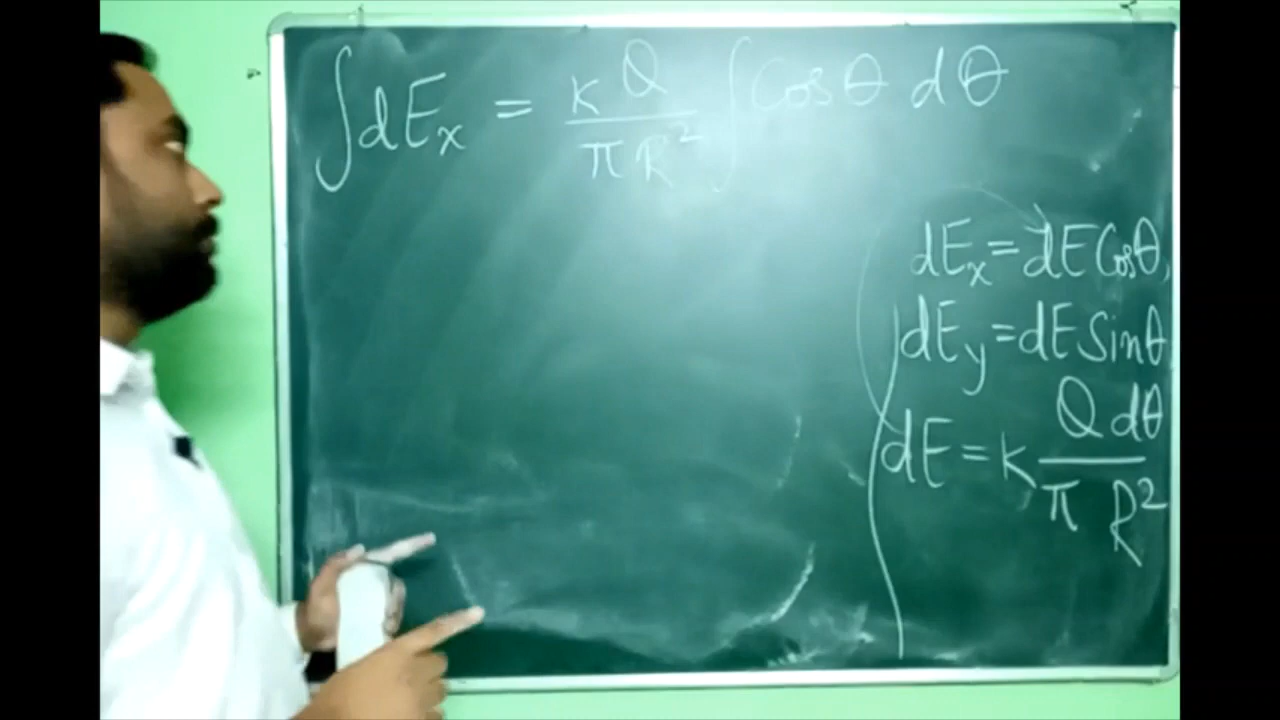 ∫dEx = KQ/πR² ∫Cosθ dθ
dEx = dE Cosθ,
dEy = dE Sinθ
dE = K Q dθ/π R²